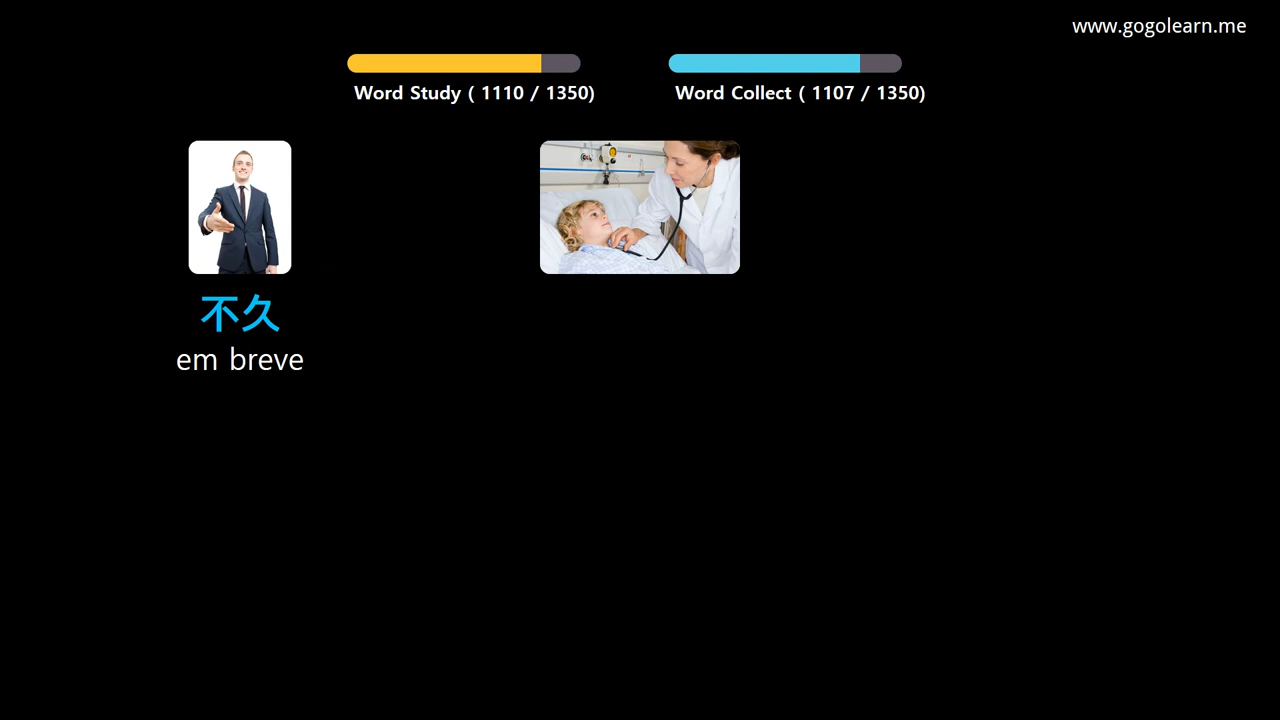 www.gogolearn.me
Word Study ( 1110 / 1350)
Word Collect ( 1107 / 1350)
不久
em breve